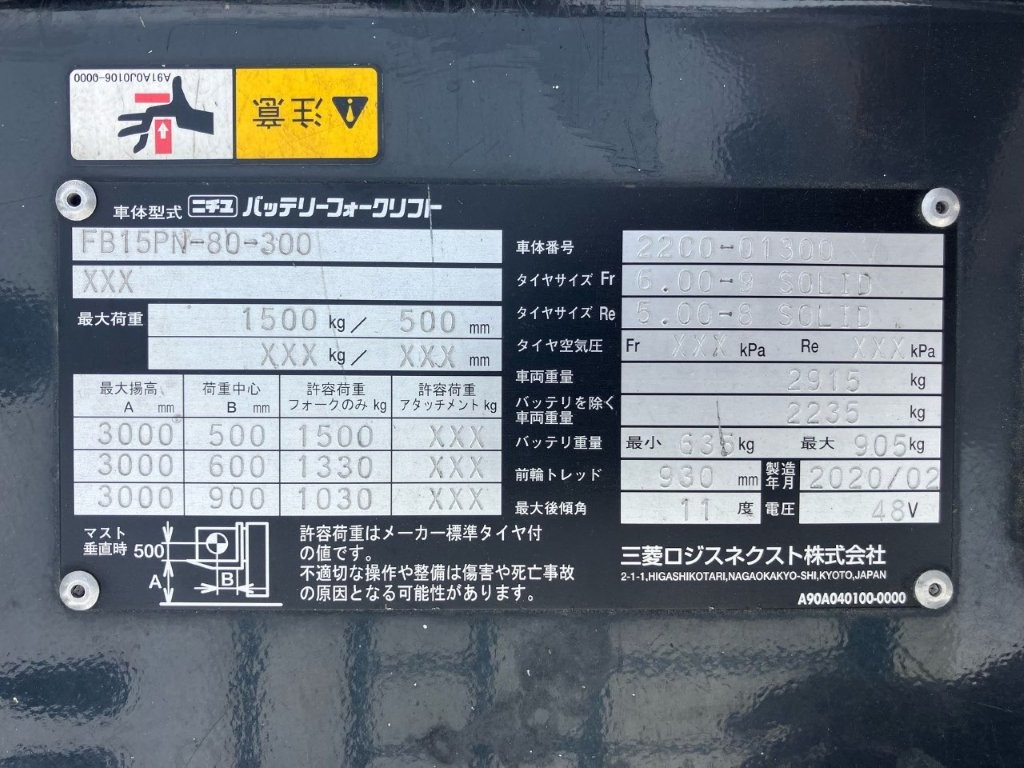 A91A0J0106-0000
注意
車体型式 ニチユ バッテリーフォークリフト
FB15PN-80-300
XXX
最大荷重 1500 kg/ 500 mm
XXX kg/ XXX mm
最大揚高 A mm 荷重中心 B mm 許容荷重 フォークのみ kg 許容荷重 アタッチメント kg
3000 500 1500 XXX
3000 600 1330 XXX
3000 900 1030 XXX
マスト
垂直時 500
A
B
許容荷重はメーカー標準タイヤ付
の値です。
不適切な操作や整備は傷害や死亡事故
の原因となる可能性があります。
車体番号 2200-01300
タイヤサイズ Fr 6.00-9 SOLID
タイヤサイズ Re 5.00-8 SOLID
タイヤ空気圧 Fr XXX kPa Re XXX kPa
車両重量 2915 kg
バッテリを除く
車両重量 2235 kg
バッテリ重量 最小 635 kg 最大 905 kg
前輪トレッド 930 mm 製造年月 2020/02
最大後傾角 11 度 電圧 48 V
三菱ロジスネクスト株式会社
2-1-1,HIGASHIKOTARI,NAGAOKAKYO-SHI,KYOTO,JAPAN
A90A040100-0000